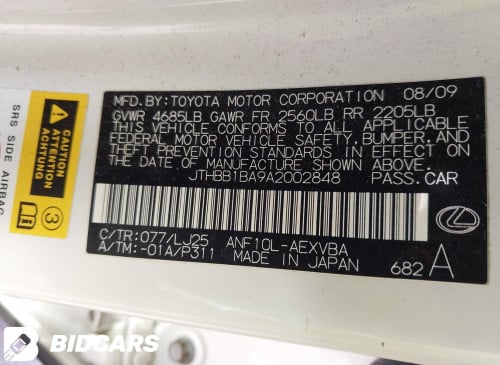 MFD. BY: TOYOTA MOTOR CORPORATION 08/09
GVWR 4685LB GAWR FR 2560LB RR 2205LB
THIS VEHICLE CONFORMS TO ALL APPLICABLE
FEDERAL MOTOR VEHICLE SAFETY, BUMPER, AND
THEFT PREVENTION STANDARDS IN EFFECT ON
THE DATE OF MANUFACTURE SHOWN ABOVE.
JTHBB1BA9A2002848 PASS. CAR
C/TR: 077/LJ25 ANF10L-AEXVBA
A/TM: -01A/P311 MADE IN JAPAN 682 A
SRS SIDE AIRBAG
ATTENTION
ACHTUNG
3
BIDCARS